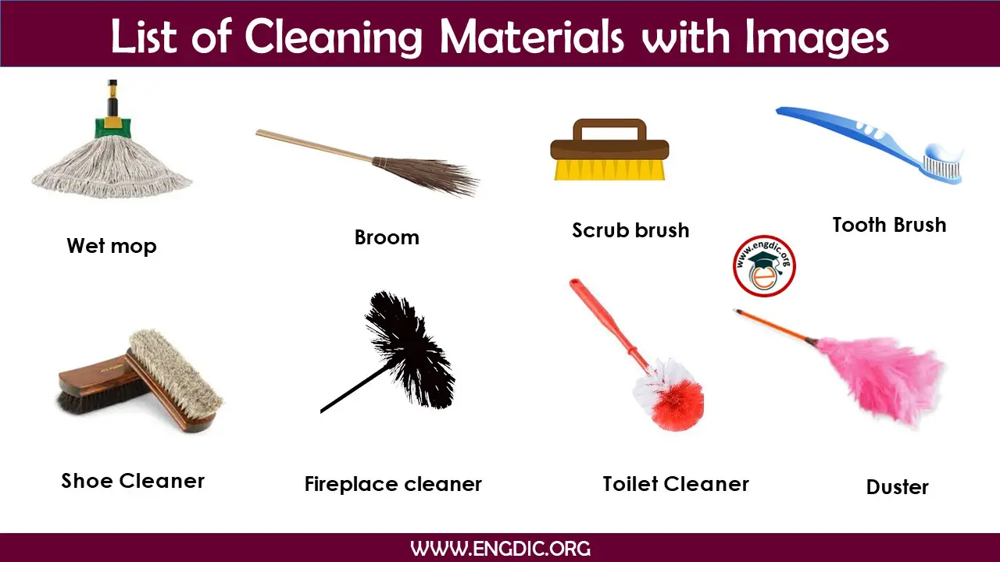 List of Cleaning Materials with Images
Wet mop
Broom
Scrub brush
Tooth Brush
www.engdic.org
e
Shoe Cleaner
Fireplace cleaner
Toilet Cleaner
Duster
WWW.ENGDIC.ORG